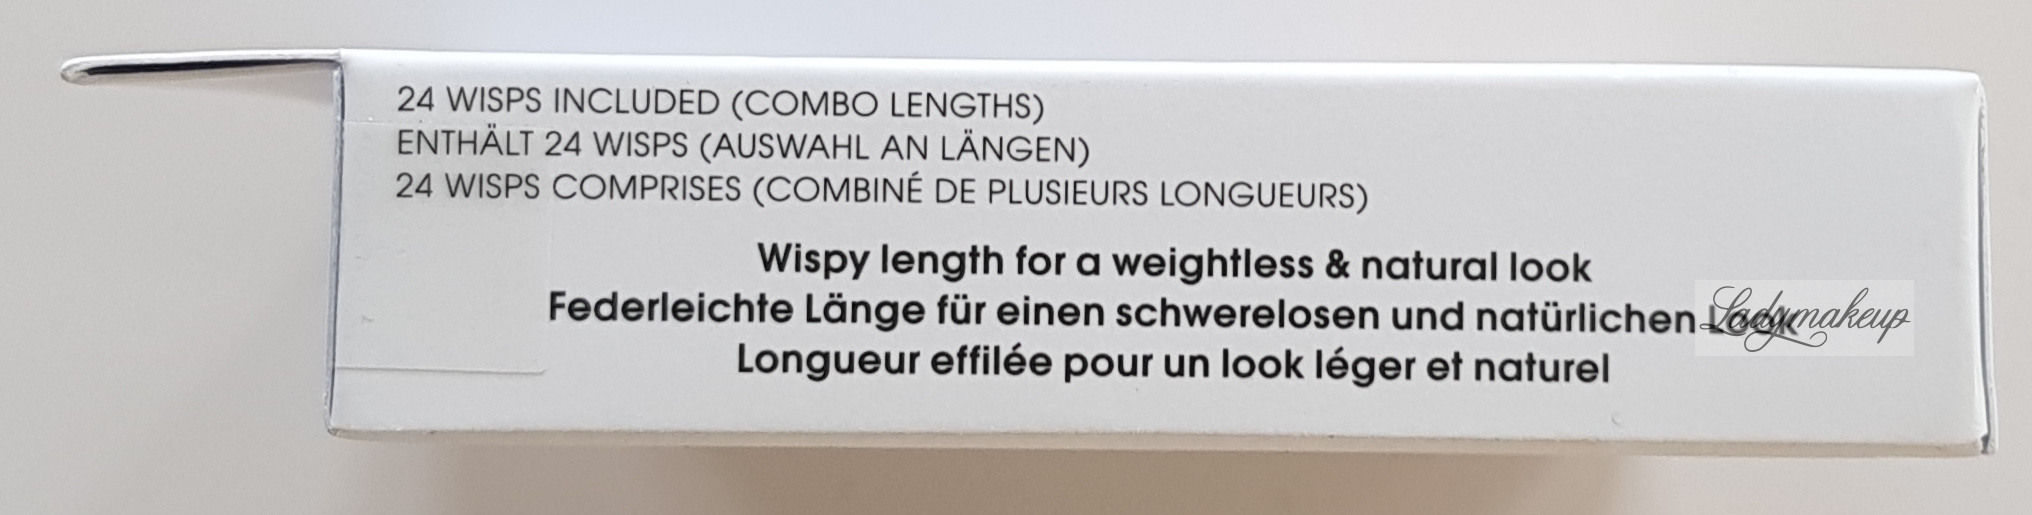 24 WISPS INCLUDED (COMBO LENGTHS)
ENTHÄLT 24 WISPS (AUSWAHL AN LÄNGEN)
24 WISPS COMPRISES (COMBINÉ DE PLUSIEURS LONGUEURS)
Wispy length for a weightless & natural look
Federleichte Länge für einen schwerelosen und natürlichen Look
Longueur effilée pour un look léger et naturel
Ladymakeup